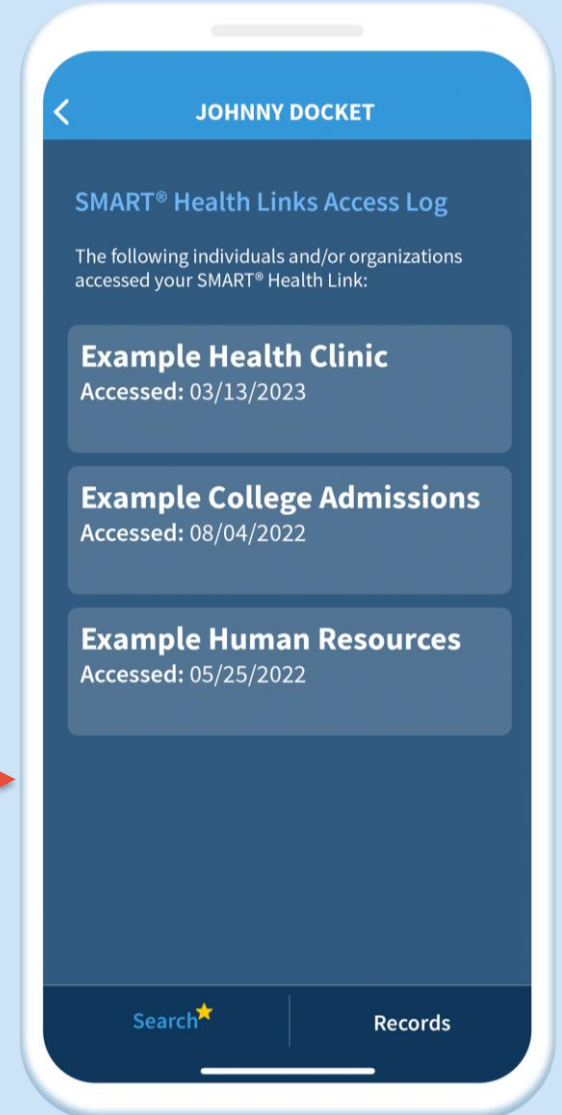 JOHNNY DOCKET
SMART® Health Links Access Log
The following individuals and/or organizations
accessed your SMART® Health Link:
Example Health Clinic
Accessed: 03/13/2023
Example College Admissions
Accessed: 08/04/2022
Example Human Resources
Accessed: 05/25/2022
Search
Records